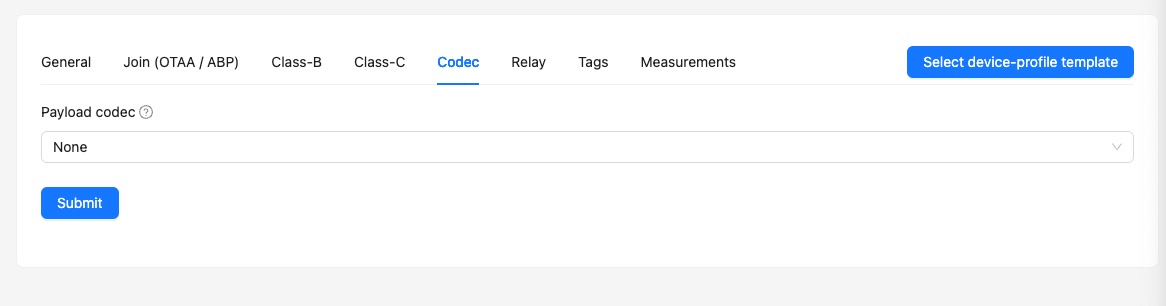 General Join (OTAA / ABP) Class-B Class-C Codec Relay Tags Measurements Select device-profile template
Payload codec ?
None
Submit